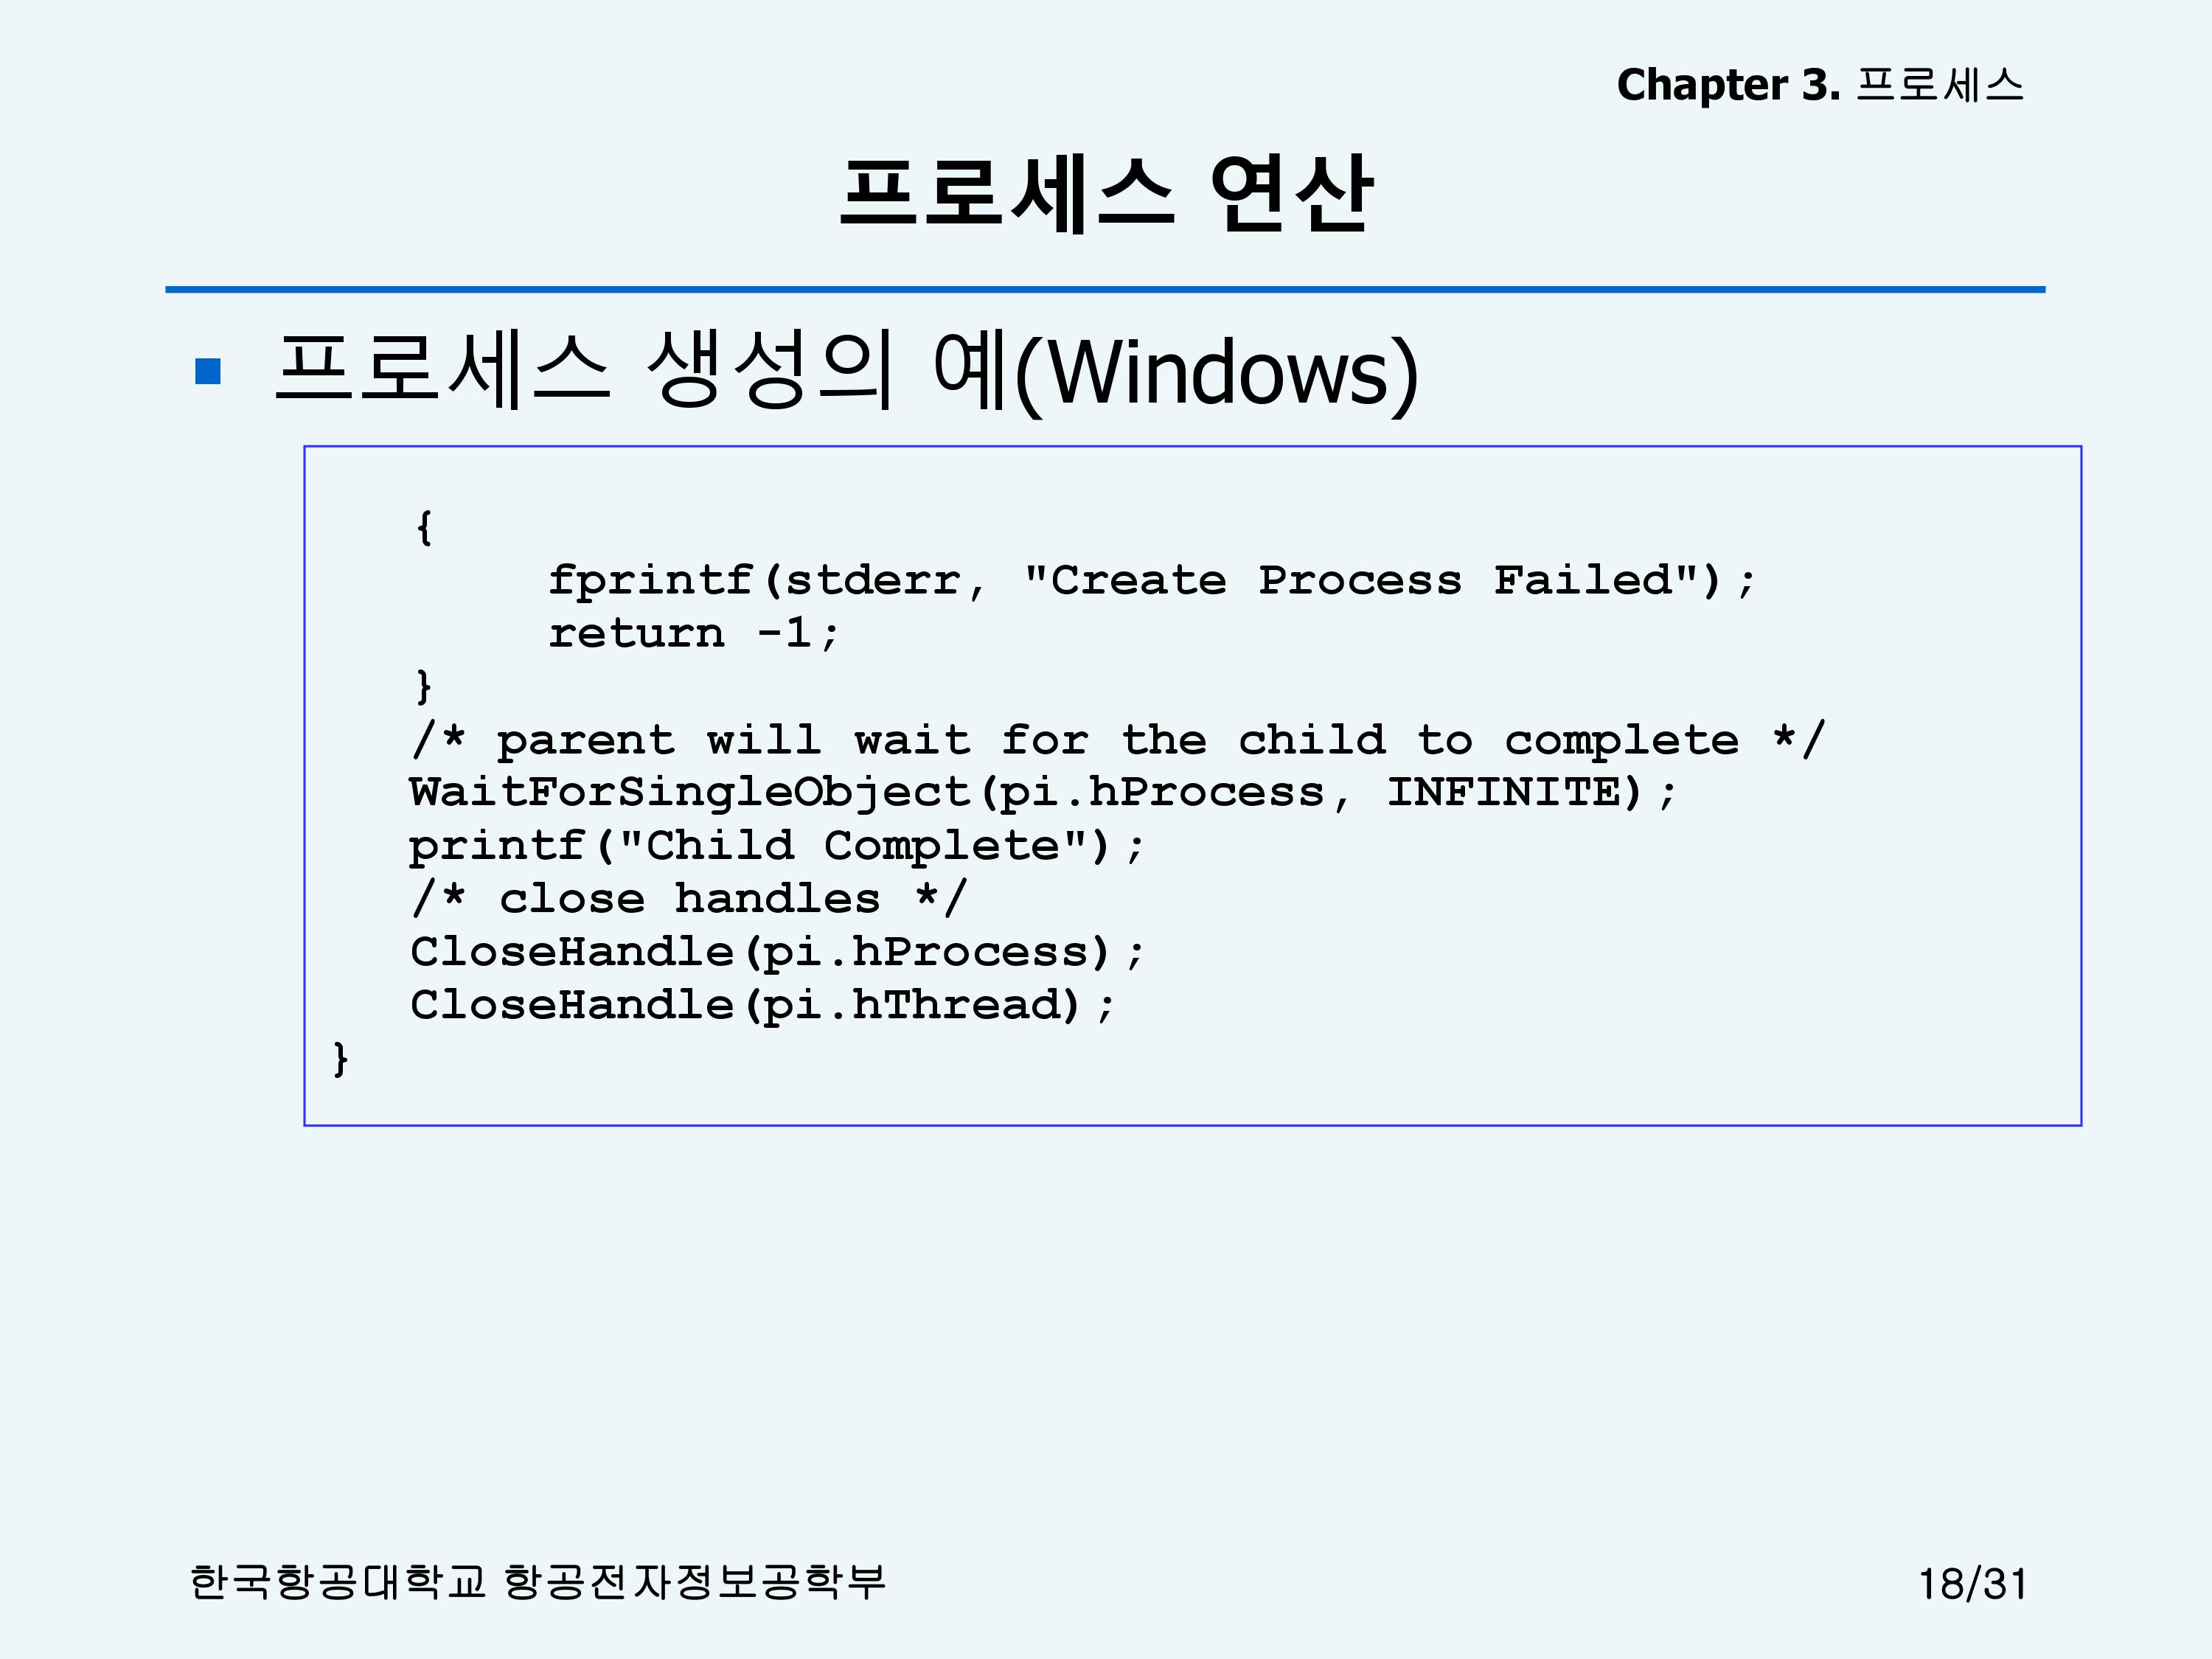 Chapter 3. 프로세스
프로세스 연산
프로세스 생성의 예(Windows)
{
fprintf(stderr, "Create Process Failed");
return -1;
}
/* parent will wait for the child to complete */
WaitForSingleObject(pi.hProcess, INFINITE);
printf("Child Complete");
/* close handles */
CloseHandle(pi.hProcess);
CloseHandle(pi.hThread);
}
한국항공대학교 항공전자정보공학부
18/31